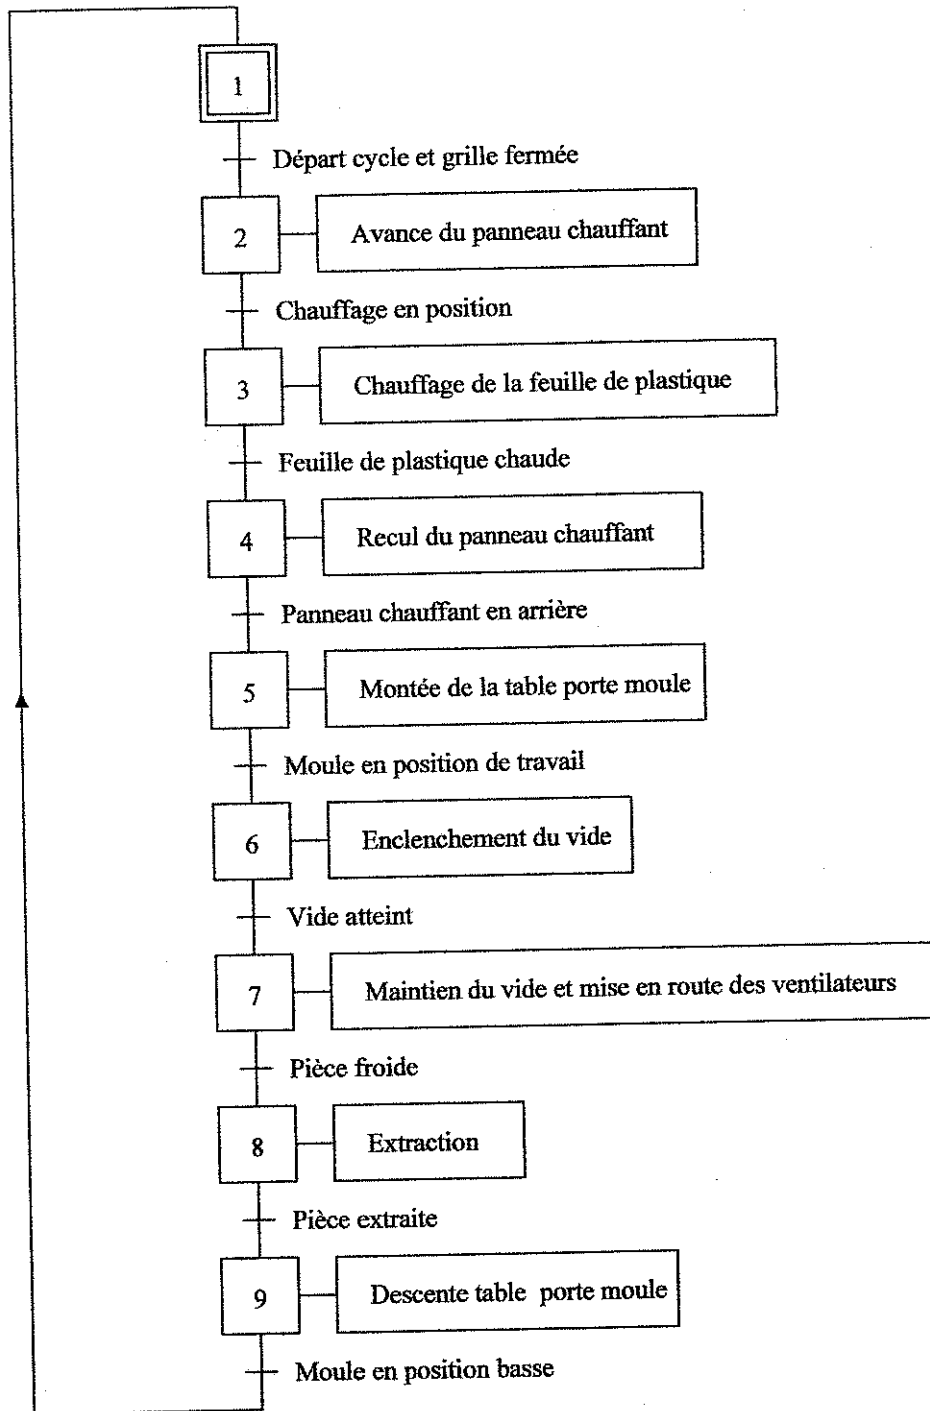 1
Départ cycle et grille fermée
2
Avance du panneau chauffant
Chauffage en position
3
Chauffage de la feuille de plastique
Feuille de plastique chaude
4
Recul du panneau chauffant
Panneau chauffant en arrière
5
Montée de la table porte moule
Moule en position de travail
6
Enclenchement du vide
Vide atteint
7
Maintien du vide et mise en route des ventilateurs
Pièce froide
8
Extraction
Pièce extraite
9
Descente table porte moule
Moule en position basse